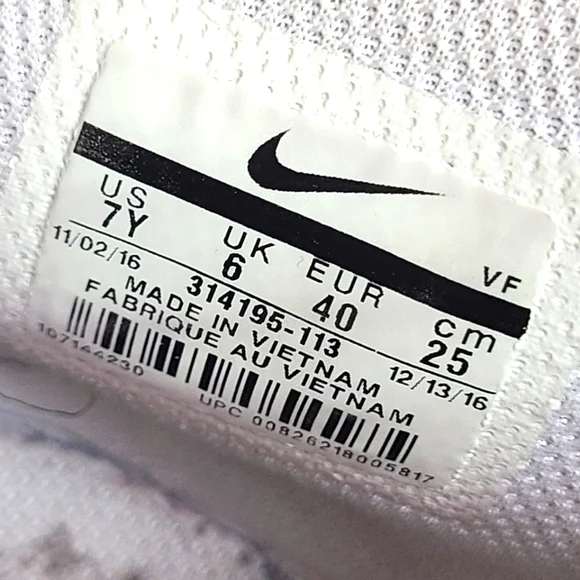 VF
US UK EUR cm
7Y 6 40 25
11/02/16 314195-113 12/13/16
MADE IN VIETNAM
FABRIQUE AU VIETNAM
107144230
UPC 00826218005817